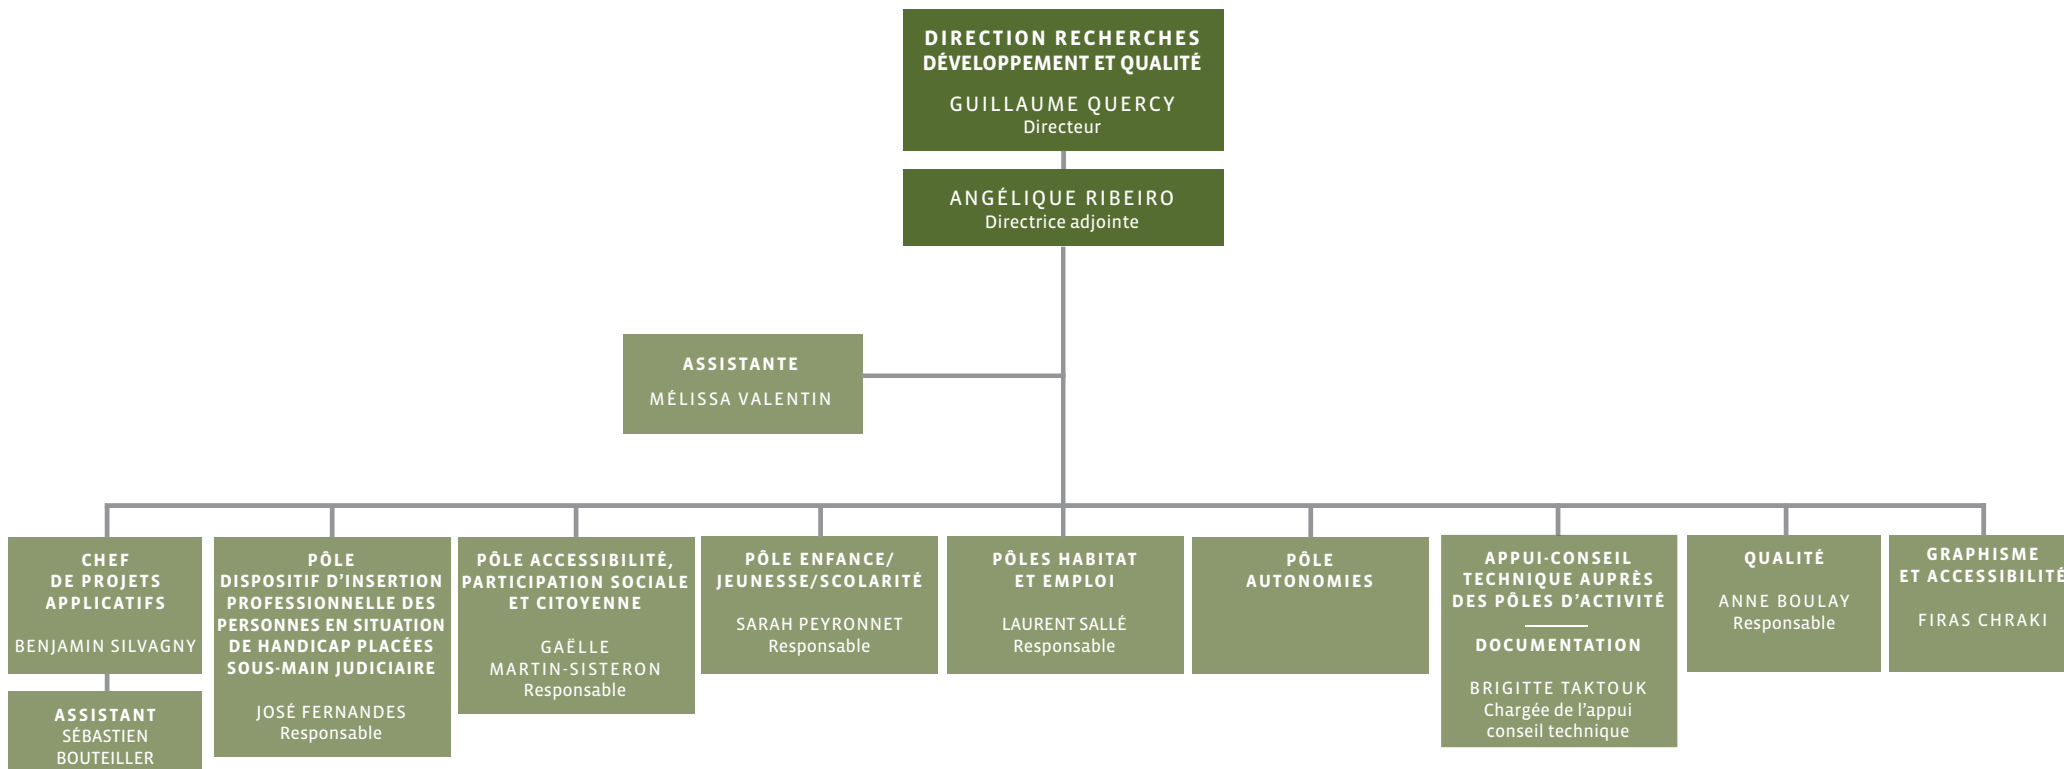 DIRECTION RECHERCHES
DÉVELOPPEMENT ET QUALITÉ
GUILLAUME QUERCY
Directeur
ANGÉLIQUE RIBEIRO
Directrice adjointe
ASSISTANTE
MÉLISSA VALENTIN
CHEF
DE PROJETS
APPLICATIFS
BENJAMIN SILVAGNY
ASSISTANT
SÉBASTIEN
BOUTEILLER
PÔLE
DISPOSITIF D’INSERTION
PROFESSIONNELLE DES
PERSONNES EN SITUATION
DE HANDICAP PLACÉES
SOUS-MAIN JUDICIAIRE
JOSÉ FERNANDES
Responsable
PÔLE ACCESSIBILITÉ,
PARTICIPATION SOCIALE
ET CITOYENNE
GAËLLE
MARTIN-SISTERON
Responsable
PÔLE ENFANCE/
JEUNESSE/SCOLARITÉ
SARAH PEYRONNET
Responsable
PÔLES HABITAT
ET EMPLOI
LAURENT SALLÉ
Responsable
PÔLE
AUTONOMIES
APPUI-CONSEIL
TECHNIQUE AUPRÈS
DES PÔLES D’ACTIVITÉ
DOCUMENTATION
BRIGITTE TAKTOUK
Chargée de l’appui
conseil technique
QUALITÉ
ANNE BOULAY
Responsable
GRAPHISME
ET ACCESSIBILITÉ
FIRAS CHRAKI